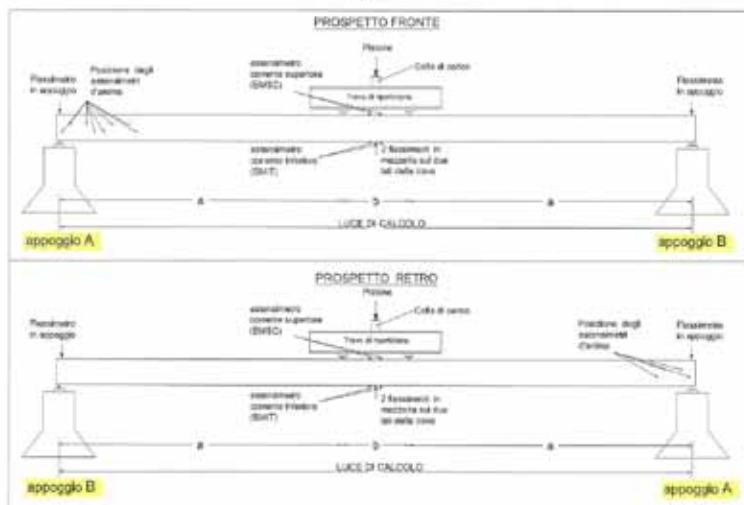 PROSPETTO FRONTE
Pistone
Cella di carico
Trave di ripartizione
estensimetro
corrente superiore
(EMSC)
Flessimetro
in appoggio
Posizione degli
estensimetri
d'anima
Flessimetro
in appoggio
estensimetro
corrente inferiore
(EMIT)
2 flessimetri in
mezzeria sui due
lati della trave
a
b
a
LUCE DI CALCOLO
appoggio A
appoggio B
PROSPETTO RETRO
Pistone
Cella di carico
Trave di ripartizione
estensimetro
corrente superiore
(EMSC)
Flessimetro
in appoggio
Posizione degli
estensimetri
d'anima
Flessimetro
in appoggio
estensimetro
corrente inferiore
(EMIT)
2 flessimetri in
mezzeria sui due
lati della trave
a
b
a
LUCE DI CALCOLO
appoggio B
appoggio A